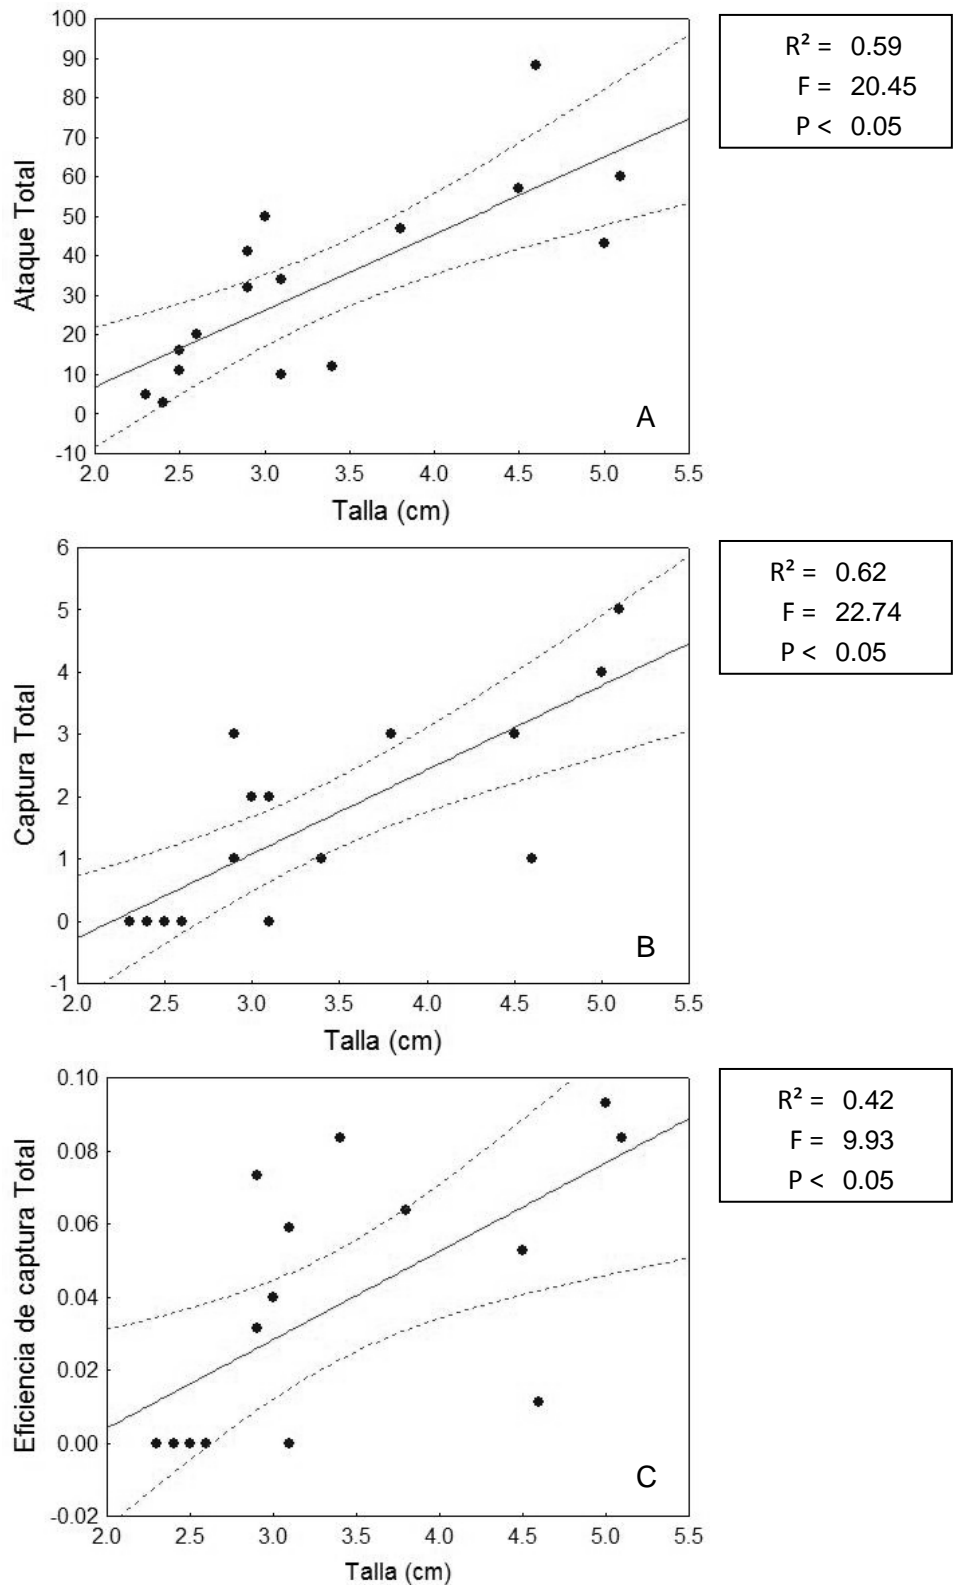 100
90
80
70
60
50
40
30
20
10
0
-10
Ataque Total
2.0 2.5 3.0 3.5 4.0 4.5 5.0 5.5
Talla (cm)
A
R² = 0.59
F = 20.45
P < 0.05
6
5
4
3
2
1
0
-1
Captura Total
2.0 2.5 3.0 3.5 4.0 4.5 5.0 5.5
Talla (cm)
B
R² = 0.62
F = 22.74
P < 0.05
0.10
0.08
0.06
0.04
0.02
0.00
-0.02
Eficiencia de captura Total
2.0 2.5 3.0 3.5 4.0 4.5 5.0 5.5
Talla (cm)
C
R² = 0.42
F = 9.93
P < 0.05